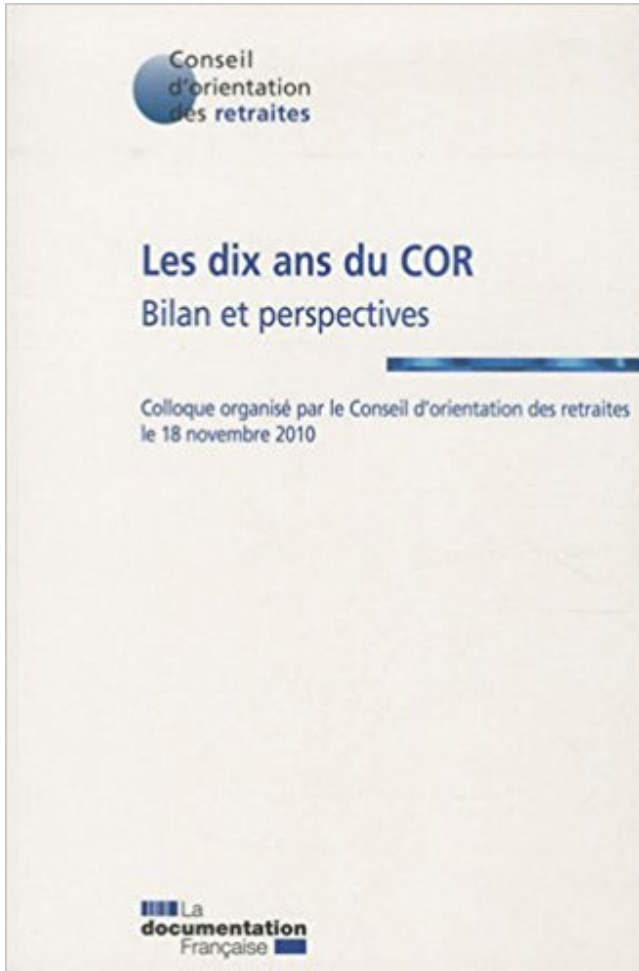 Conseil
d'orientation
des retraites
Les dix ans du COR
Bilan et perspectives
Colloque organisé par le Conseil d'orientation des retraites
le 18 novembre 2010
La
documentation
Française